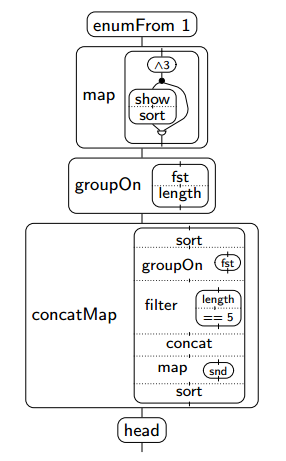 enumFrom 1
∧3
map
show
sort
fst
groupOn
length
sort
groupOn fst
filter
length
== 5
concatMap
concat
map snd
sort
head